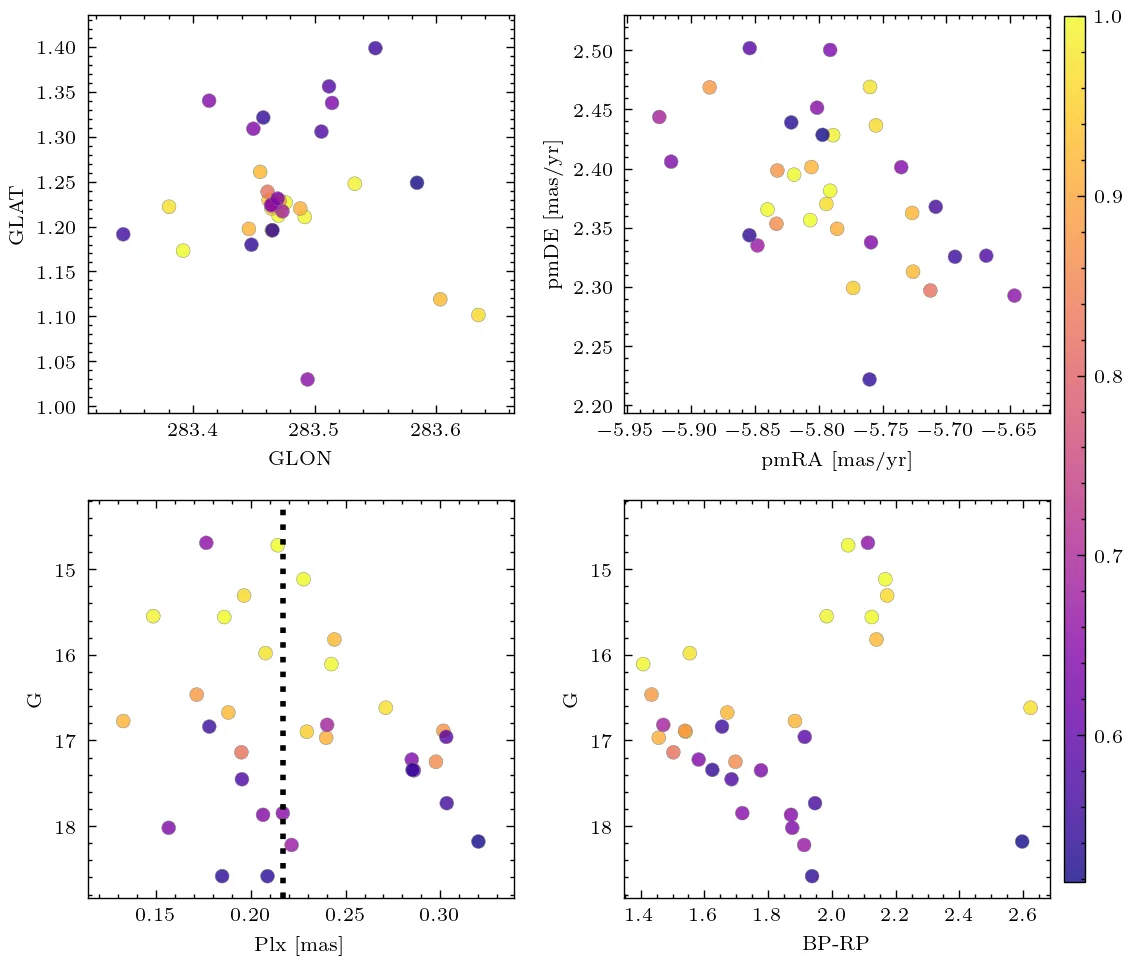 1.40
1.35
1.30
1.25
1.20
1.15
1.10
1.05
1.00
GLAT
283.4 283.5 283.6
GLON
2.50
2.45
2.40
2.35
2.30
2.25
2.20
pmDE [mas/yr]
−5.95 −5.90 −5.85 −5.80 −5.75 −5.70 −5.65
pmRA [mas/yr]
1.0
0.9
0.8
0.7
0.6
15
16
17
18
G
0.15 0.20 0.25 0.30
Plx [mas]
15
16
17
18
G
1.4 1.6 1.8 2.0 2.2 2.4 2.6
BP-RP